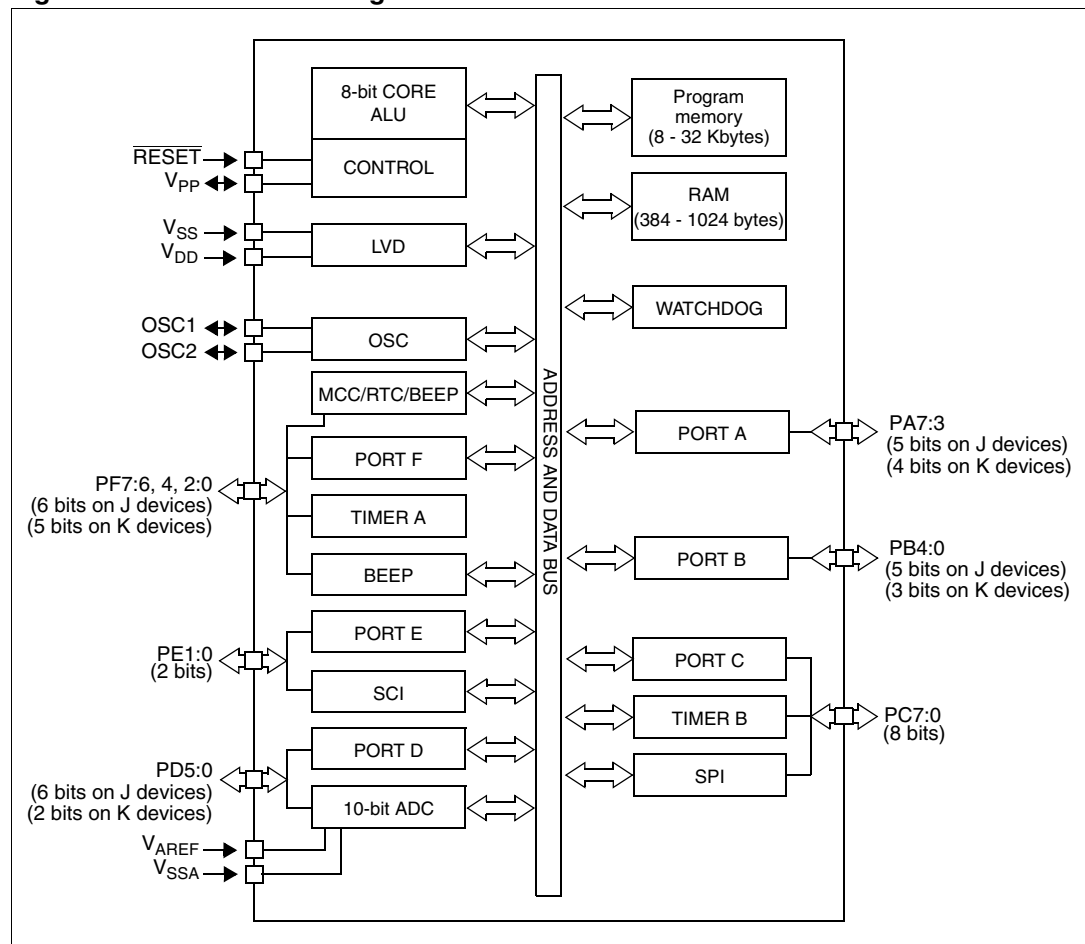 8-bit CORE
ALU
CONTROL
RESET
VPP
VSS
VDD
LVD
OSC1
OSC2
OSC
MCC/RTC/BEEP
PORT F
TIMER A
BEEP
PF7:6, 4, 2:0
(6 bits on J devices)
(5 bits on K devices)
PORT E
SCI
PE1:0
(2 bits)
PORT D
10-bit ADC
PD5:0
(6 bits on J devices)
(2 bits on K devices)
VAREF
VSSA
ADDRESS AND DATA BUS
Program
memory
(8 - 32 Kbytes)
RAM
(384 - 1024 bytes)
WATCHDOG
PORT A
PA7:3
(5 bits on J devices)
(4 bits on K devices)
PORT B
PB4:0
(5 bits on J devices)
(3 bits on K devices)
PORT C
TIMER B
SPI
PC7:0
(8 bits)